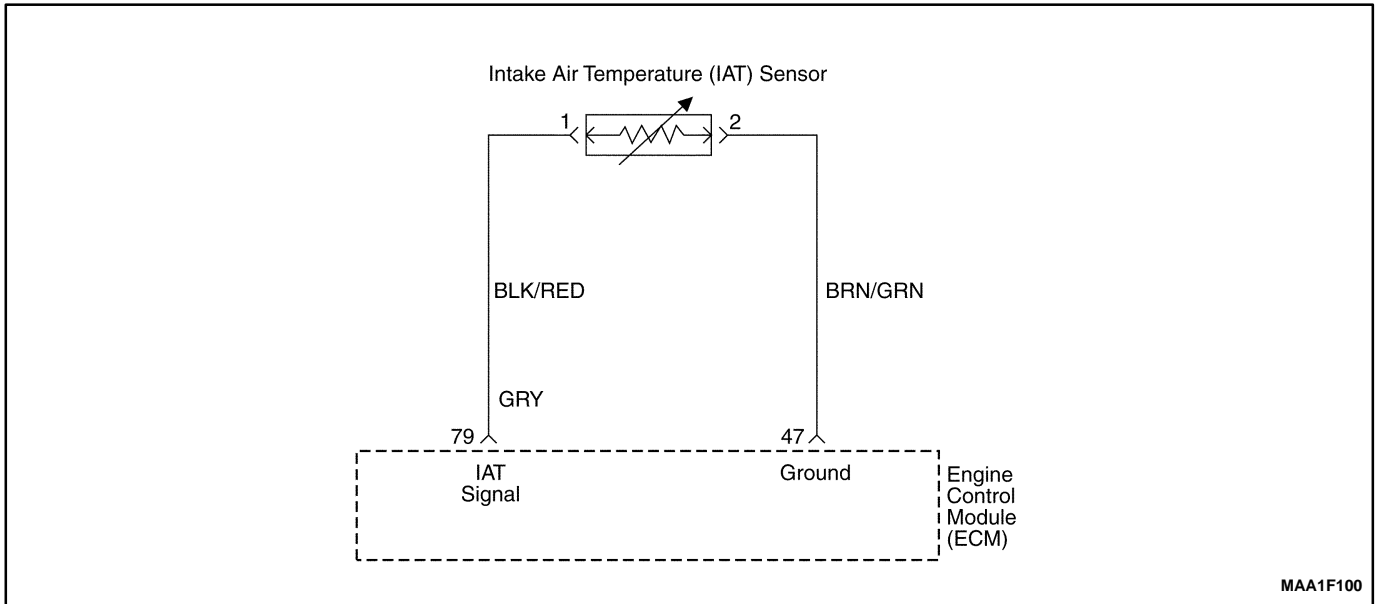 Intake Air Temperature (IAT) Sensor
1
2
BLK/RED
BRN/GRN
GRY
79
47
IAT
Signal
Ground
Engine
Control
Module
(ECM)
MAA1F100